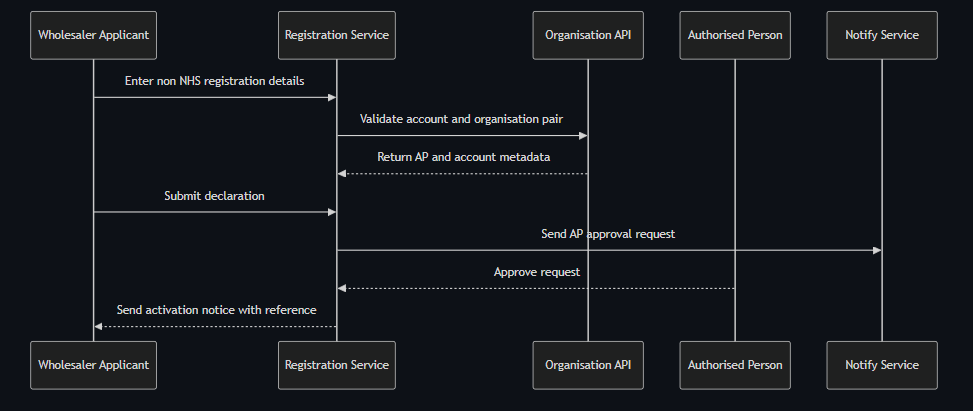 Wholesaler Applicant
Registration Service
Organisation API
Authorised Person
Notify Service
Enter non NHS registration details
Validate account and organisation pair
Return AP and account metadata
Submit declaration
Send AP approval request
Approve request
Send activation notice with reference
Wholesaler Applicant
Registration Service
Organisation API
Authorised Person
Notify Service